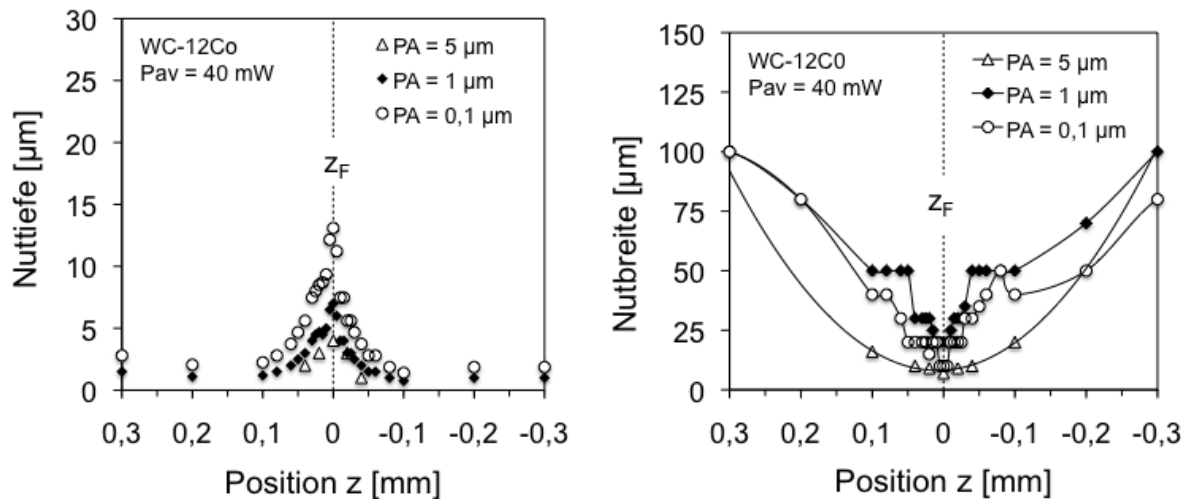 30
25
20
15
10
5
0
Nuttiefe [µm]
WC-12Co
Pav = 40 mW
PA = 5 µm
PA = 1 µm
PA = 0,1 µm
zF
0,3 0,2 0,1 0 -0,1 -0,2 -0,3
Position z [mm]
150
125
100
75
50
25
0
Nutbreite [µm]
WC-12C0
Pav = 40 mW
PA = 5 µm
PA = 1 µm
PA = 0,1 µm
zF
0,3 0,2 0,1 0 -0,1 -0,2 -0,3
Position z [mm]